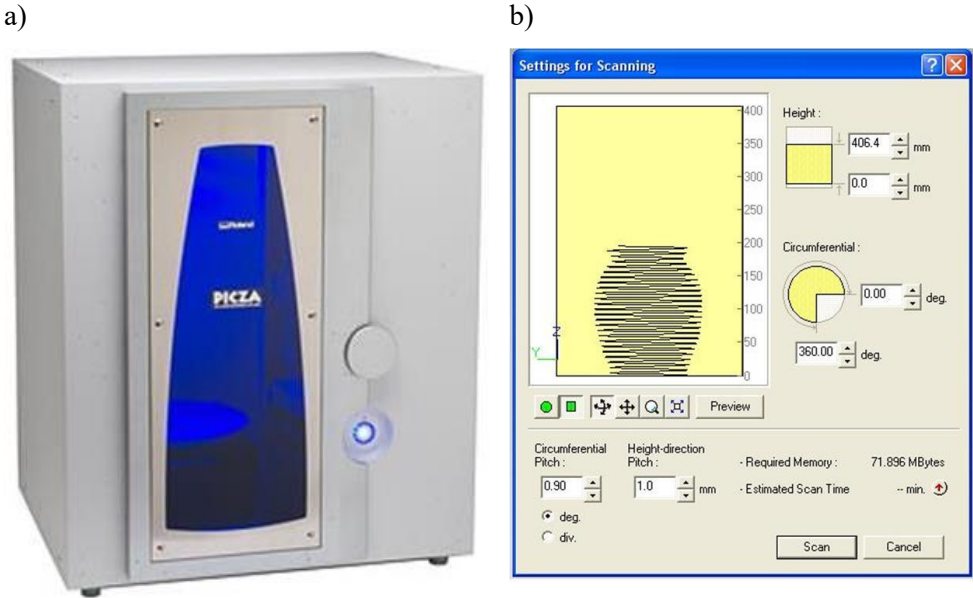 a)
b)
Roland
PICZA
Settings for Scanning
400
350
300
250
200
150
100
50
0
Z
Y
Height :
406.4 mm
0.0 mm
Circumferential :
0.00 deg.
360.00 deg.
Preview
Circumferential Pitch :
0.90
deg.
div.
Height-direction Pitch :
1.0 mm
- Required Memory : 71.896 MBytes
- Estimated Scan Time -- min.
Scan
Cancel